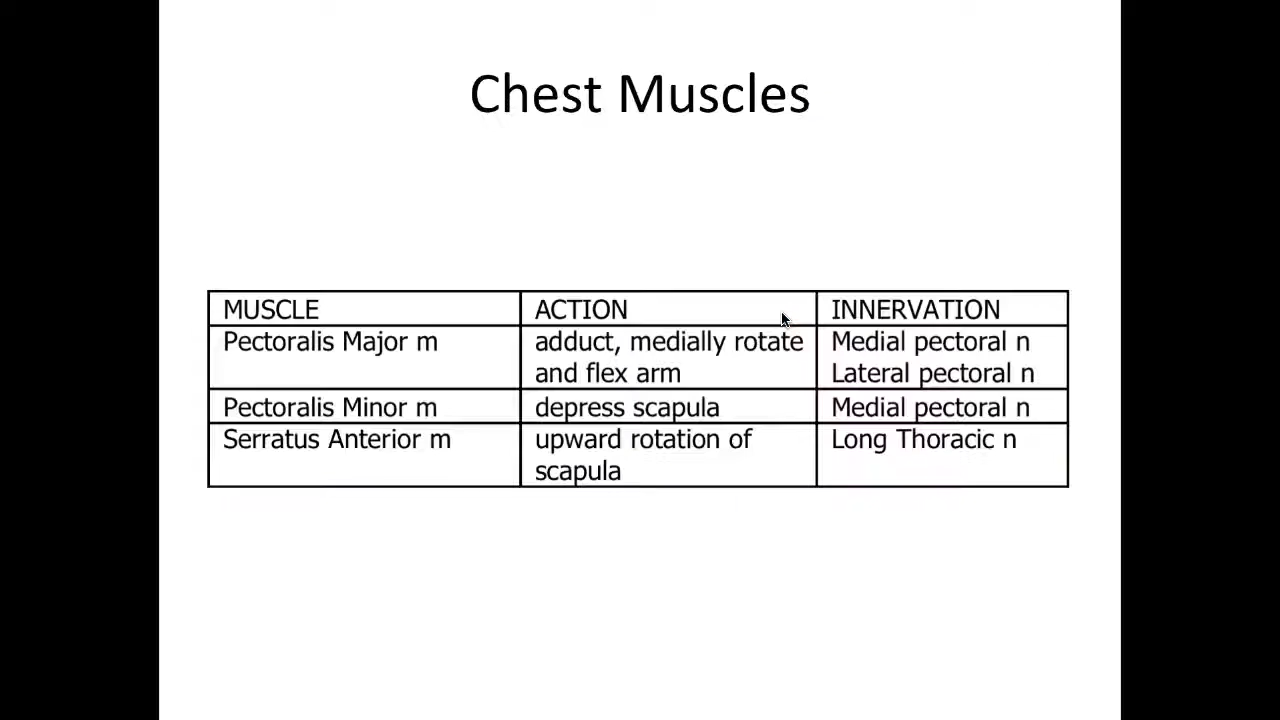 Chest Muscles
MUSCLE ACTION INNERVATION
Pectoralis Major m adduct, medially rotate Medial pectoral n
and flex arm Lateral pectoral n
Pectoralis Minor m depress scapula Medial pectoral n
Serratus Anterior m upward rotation of Long Thoracic n
scapula